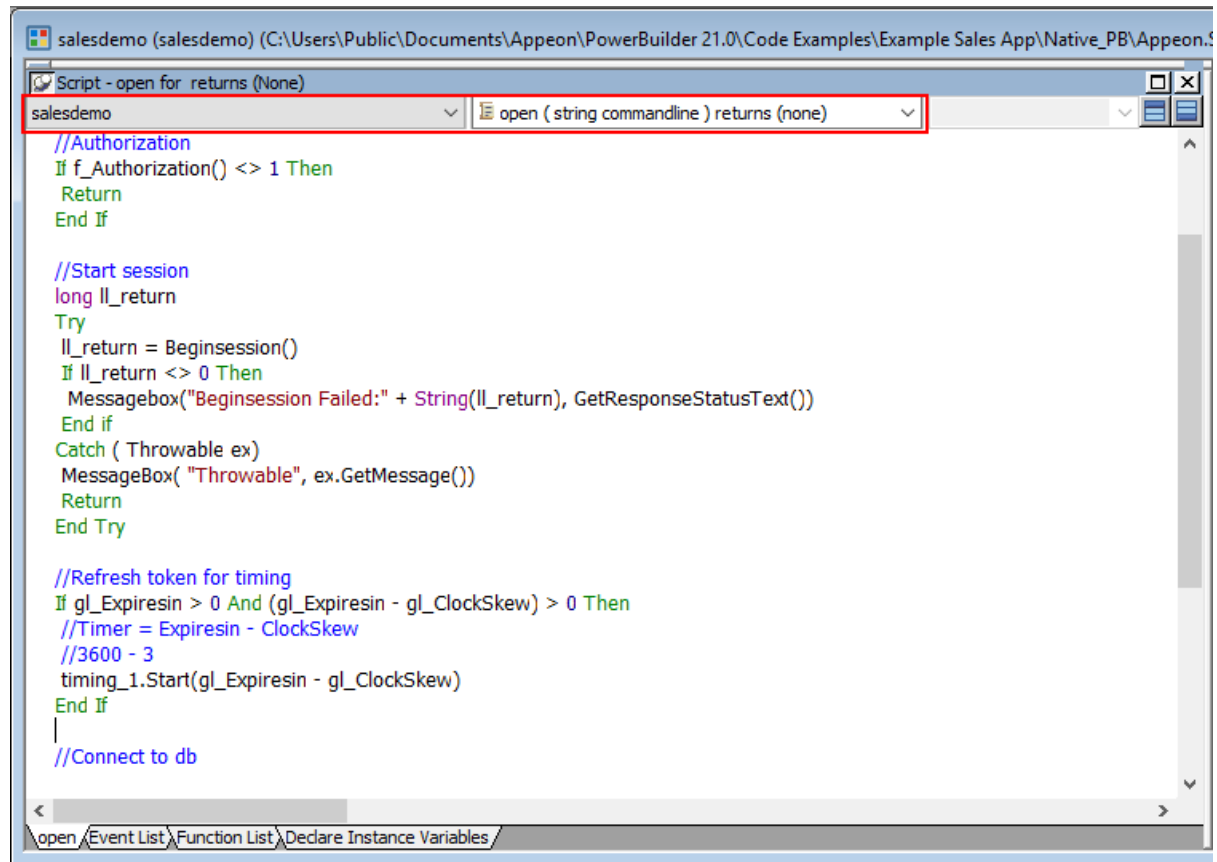 salesdemo (salesdemo) (C:\Users\Public\Documents\Appeon\PowerBuilder 21.0\Code Examples\Example Sales App\Native_PB\Appeon.S
Script - open for returns (None)
salesdemo open ( string commandline ) returns (none)
//Authorization
If f_Authorization() <> 1 Then
Return
End If
//Start session
long ll_return
Try
ll_return = Beginsession()
If ll_return <> 0 Then
Messagebox("Beginsession Failed:" + String(ll_return), GetResponseStatusText())
End if
Catch ( Throwable ex)
MessageBox( "Throwable", ex.GetMessage())
Return
End Try
//Refresh token for timing
If gl_Expiresin > 0 And (gl_Expiresin - gl_ClockSkew) > 0 Then
//Timer = Expiresin - ClockSkew
//3600 - 3
timing_1.Start(gl_Expiresin - gl_ClockSkew)
End If
//Connect to db
open Event List Function List Declare Instance Variables